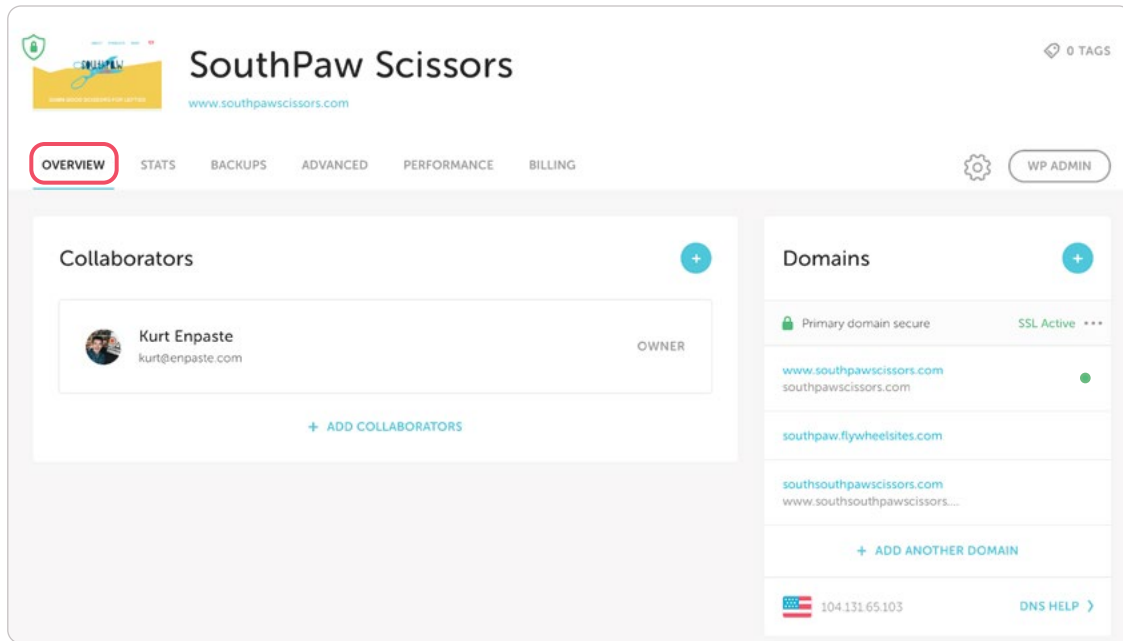 SOUTHPAW
SouthPaw Scissors
www.southpawscissors.com
0 TAGS
OVERVIEW
STATS
BACKUPS
ADVANCED
PERFORMANCE
BILLING
WP ADMIN
Collaborators
+
Kurt Enpaste
kurt@enpaste.com
OWNER
+ ADD COLLABORATORS
Domains
+
Primary domain secure
SSL Active
www.southpawscissors.com
southpawscissors.com
southpaw.flywheelsites.com
southsouthpawscissors.com
www.southsouthpawscissors....
+ ADD ANOTHER DOMAIN
104.131.65.103
DNS HELP